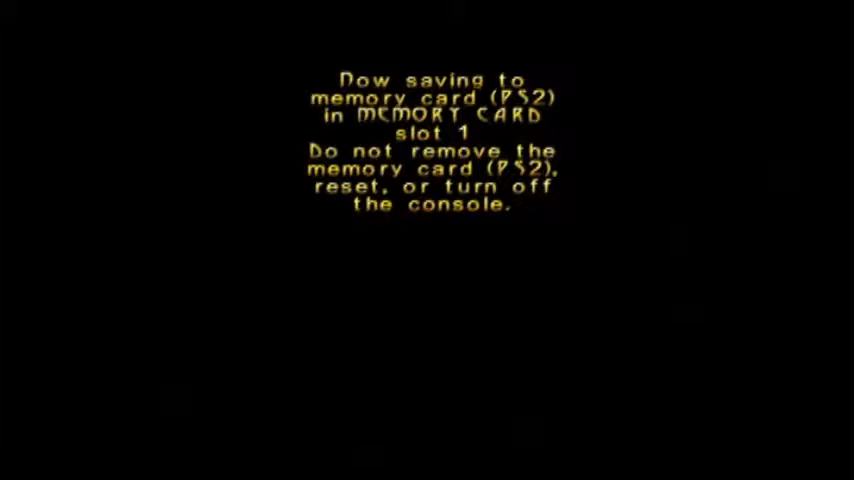 Now saving to
memory card (PS2)
in MEMORY CARD
slot 1
Do not remove the
memory card (PS2),
reset, or turn off
the console.